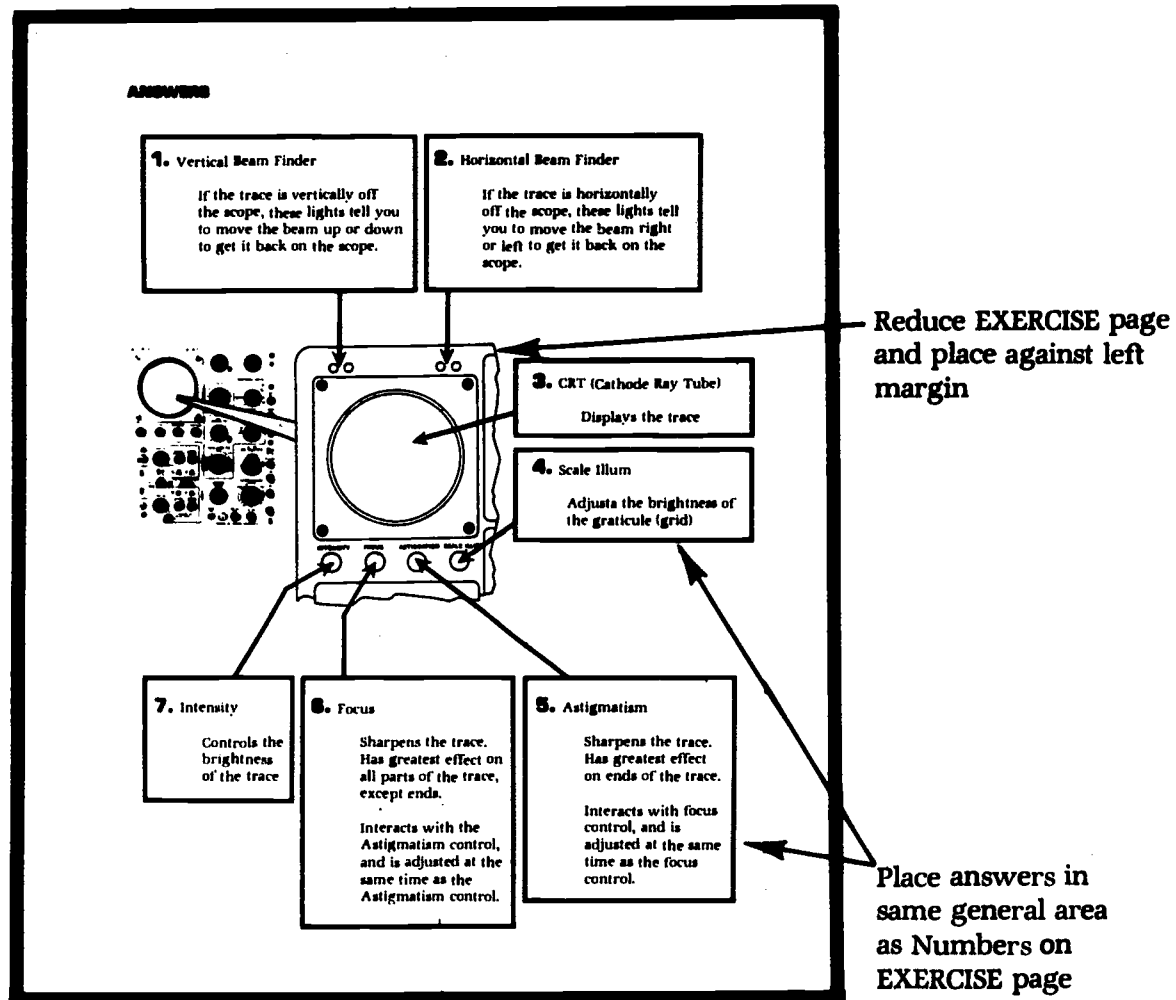 ANSWERS
1. Vertical Beam Finder
If the trace is vertically off
the scope, these lights tell you
to move the beam up or down
to get it back on the scope.
2. Horizontal Beam Finder
If the trace is horizontally
off the scope, these lights tell
you to move the beam right
or left to get it back on the
scope.
Reduce EXERCISE page
and place against left
margin
3. CRT (Cathode Ray Tube)
Displays the trace
4. Scale Illum
Adjusts the brightness of
the graticule (grid)
INTENSITY FOCUS ASTIGMATISM SCALE
7. Intensity
Controls the
brightness
of the trace
6. Focus
Sharpens the trace.
Has greatest effect on
all parts of the trace,
except ends.
Interacts with the
Astigmatism control,
and is adjusted at the
same time as the
Astigmatism control.
5. Astigmatism
Sharpens the trace.
Has greatest effect
on ends of the trace.
Interacts with focus
control, and is
adjusted at the same
time as the focus
control.
Place answers in
same general area
as Numbers on
EXERCISE page